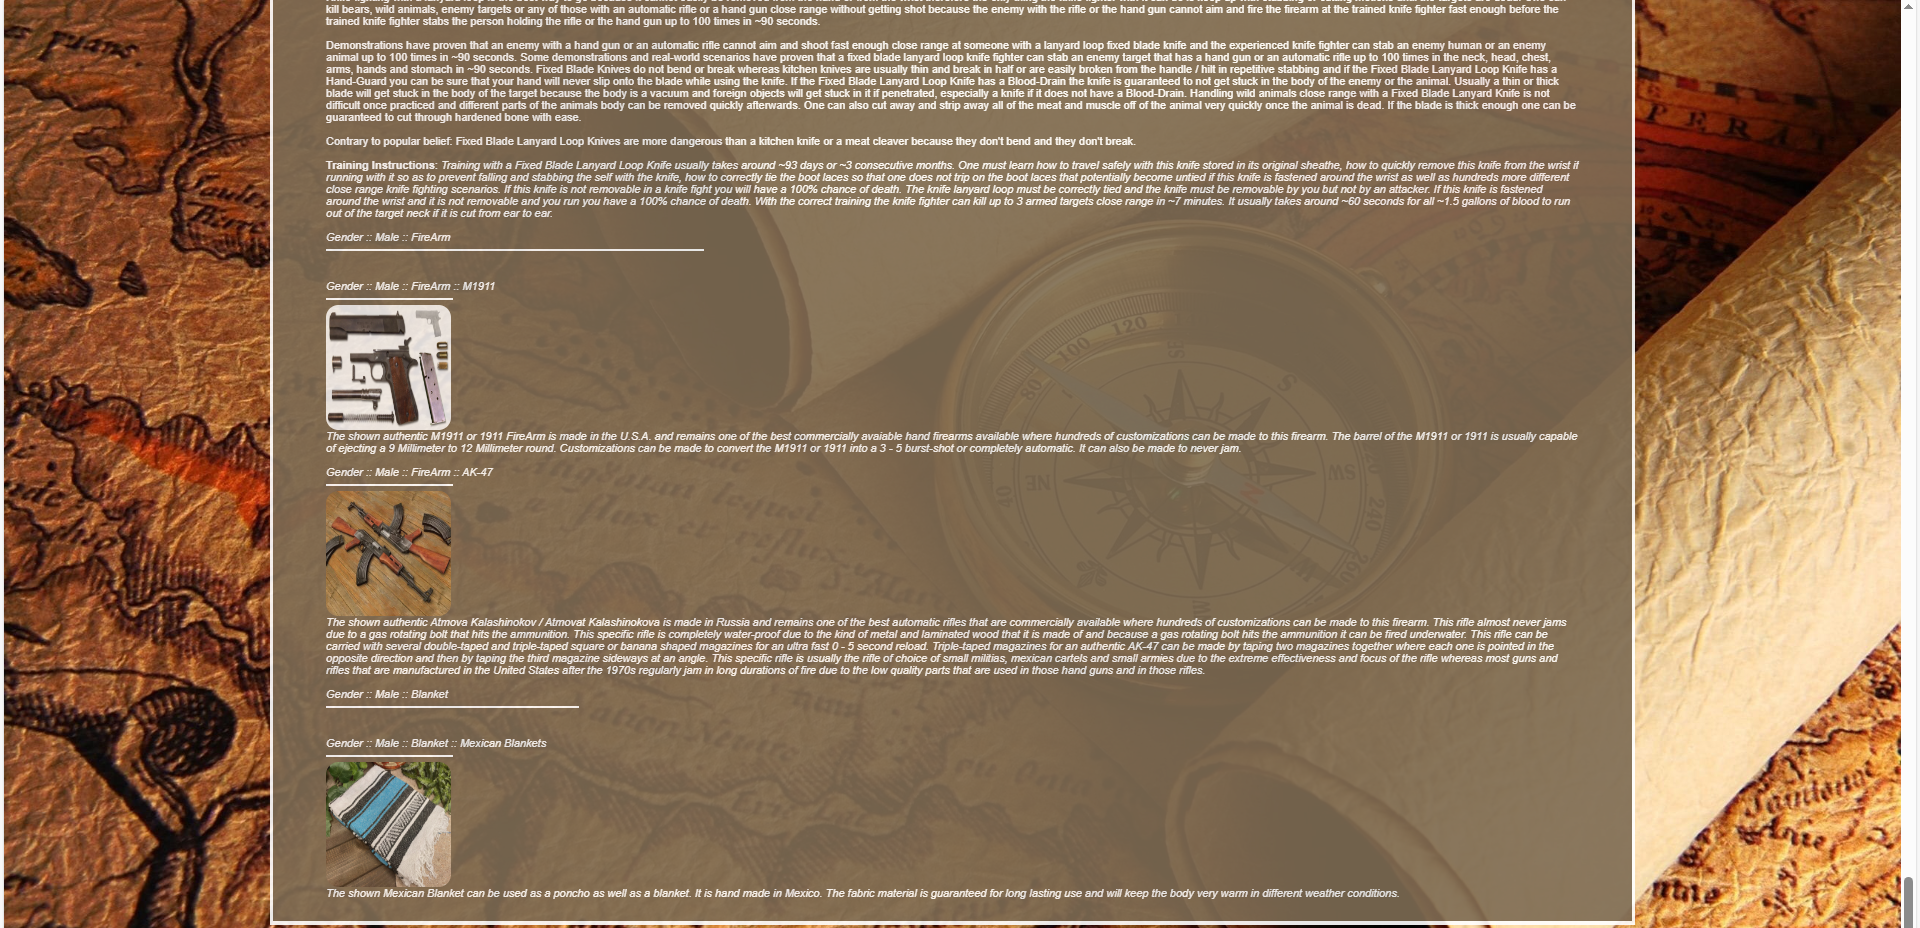 kill bears, wild animals, enemy targets or any of those with an automatic rifle or a hand gun close range without getting shot because the enemy with the rifle or the hand gun cannot aim and fire the firearm at the trained knife fighter fast enough before the
trained knife fighter stabs the person holding the rifle or the hand gun up to 100 times in ~90 seconds.
Demonstrations have proven that an enemy with a hand gun or an automatic rifle cannot aim and shoot fast enough close range at someone with a lanyard loop fixed blade knife and the experienced knife fighter can stab an enemy human or an enemy
animal up to 100 times in ~90 seconds. Some demonstrations and real-world scenarios have proven that a fixed blade lanyard loop knife fighter can stab an enemy target that has a hand gun or an automatic rifle up to 100 times in the neck, head, chest,
arms, hands and stomach in ~90 seconds. Fixed Blade Knives do not bend or break whereas kitchen knives are usually thin and break in half or are easily broken from the handle / hilt in repetitive stabbing and if the Fixed Blade Lanyard Loop Knife has a
Hand-Guard you can be sure that your hand will never slip onto the blade while using the knife. If the Fixed Blade Lanyard Loop Knife has a Blood-Drain the knife is guaranteed to not get stuck in the body of the enemy or the animal. Usually a thin or thick
blade will get stuck in the body of the target because the body is a vacuum and foreign objects will get stuck in it if penetrated, especially a knife if it does not have a Blood-Drain. Handling wild animals close range with a Fixed Blade Lanyard Knife is not
difficult once practiced and different parts of the animals body can be removed quickly afterwards. One can also cut away and strip away all of the meat and muscle off of the animal very quickly once the animal is dead. If the blade is thick enough one can be
guaranteed to cut through hardened bone with ease.
Contrary to popular belief: Fixed Blade Lanyard Loop Knives are more dangerous than a kitchen knife or a meat cleaver because they don't bend and they don't break.
Training Instructions: Training with a Fixed Blade Lanyard Loop Knife usually takes around ~93 days or ~3 consecutive months. One must learn how to travel safely with this knife stored in its original sheathe, how to quickly remove this knife from the wrist if
running with it so as to prevent falling and stabbing the self with the knife, how to correctly tie the boot laces so that one does not trip on the boot laces that potentially become untied if this knife is fastened around the wrist as well as hundreds more different
close range knife fighting scenarios. If this knife is not removable in a knife fight you will have a 100% chance of death. The knife lanyard loop must be correctly tied and the knife must be removable by you but not by an attacker. If this knife is fastened
around the wrist and it is not removable and you run you have a 100% chance of death. With the correct training the knife fighter can kill up to 3 armed targets close range in ~7 minutes. It usually takes around ~60 seconds for all ~1.5 gallons of blood to run
out of the target neck if it is cut from ear to ear.
Gender :: Male :: FireArm
Gender :: Male :: FireArm :: M1911
The shown authentic M1911 or 1911 FireArm is made in the U.S.A. and remains one of the best commercially avaiable hand firearms available where hundreds of customizations can be made to this firearm. The barrel of the M1911 or 1911 is usually capable
of ejecting a 9 Millimeter to 12 Millimeter round. Customizations can be made to convert the M1911 or 1911 into a 3 - 5 burst-shot or completely automatic. It can also be made to never jam.
Gender :: Male :: FireArm :: AK-47
The shown authentic Atmova Kalashinokov / Atmovat Kalashinokova is made in Russia and remains one of the best automatic rifles that are commercially available where hundreds of customizations can be made to this firearm. This rifle almost never jams
due to a gas rotating bolt that hits the ammunition. This specific rifle is completely water-proof due to the kind of metal and laminated wood that it is made of and because a gas rotating bolt hits the ammunition it can be fired underwater. This rifle can be
carried with several double-taped and triple-taped square or banana shaped magazines for an ultra fast 0 - 5 second reload. Triple-taped magazines for an authentic AK-47 can be made by taping two magazines together where each one is pointed in the
opposite direction and then by taping the third magazine sideways at an angle. This specific rifle is usually the rifle of choice of small militias, mexican cartels and small armies due to the extreme effectiveness and focus of the rifle whereas most guns and
rifles that are manufactured in the United States after the 1970s regularly jam in long durations of fire due to the low quality parts that are used in those hand guns and in those rifles.
Gender :: Male :: Blanket
Gender :: Male :: Blanket :: Mexican Blankets
The shown Mexican Blanket can be used as a poncho as well as a blanket. It is hand made in Mexico. The fabric material is guaranteed for long lasting use and will keep the body very warm in different weather conditions.